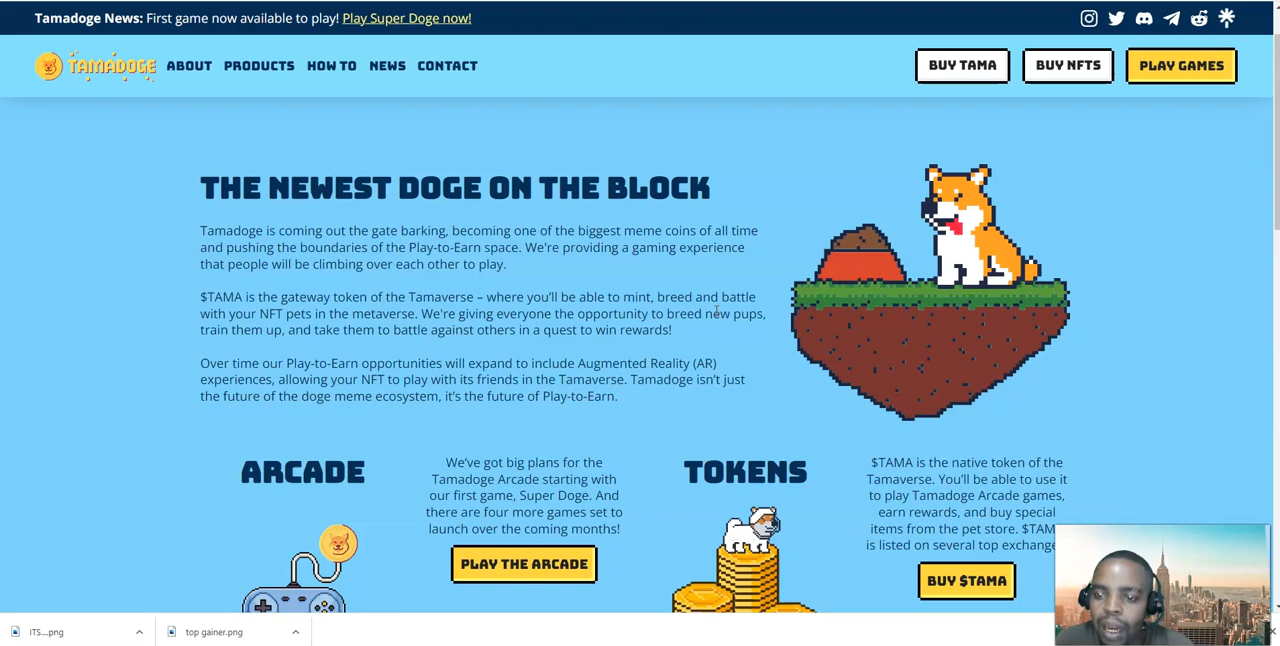 Tamadoge News: First game now available to play! Play Super Doge now!
TAMADOGE ABOUT PRODUCTS HOW TO NEWS CONTACT BUY TAMA BUY NFTS PLAY GAMES
THE NEWEST DOGE ON THE BLOCK
Tamadoge is coming out the gate barking, becoming one of the biggest meme coins of all time
and pushing the boundaries of the Play-to-Earn space. We're providing a gaming experience
that people will be climbing over each other to play.
$TAMA is the gateway token of the Tamaverse – where you'll be able to mint, breed and battle
with your NFT pets in the metaverse. We're giving everyone the opportunity to breed new pups,
train them up, and take them to battle against others in a quest to win rewards!
Over time our Play-to-Earn opportunities will expand to include Augmented Reality (AR)
experiences, allowing your NFT to play with its friends in the Tamaverse. Tamadoge isn't just
the future of the doge meme ecosystem, it's the future of Play-to-Earn.
ARCADE
We've got big plans for the
Tamadoge Arcade starting with
our first game, Super Doge. And
there are four more games set to
launch over the coming months!
PLAY THE ARCADE
TOKENS
$TAMA is the native token of the
Tamaverse. You'll be able to use it
to play Tamadoge Arcade games,
earn rewards, and buy special
items from the pet store. $TAM
is listed on several top exchange
BUY $TAMA
ITS....png
top gainer.png